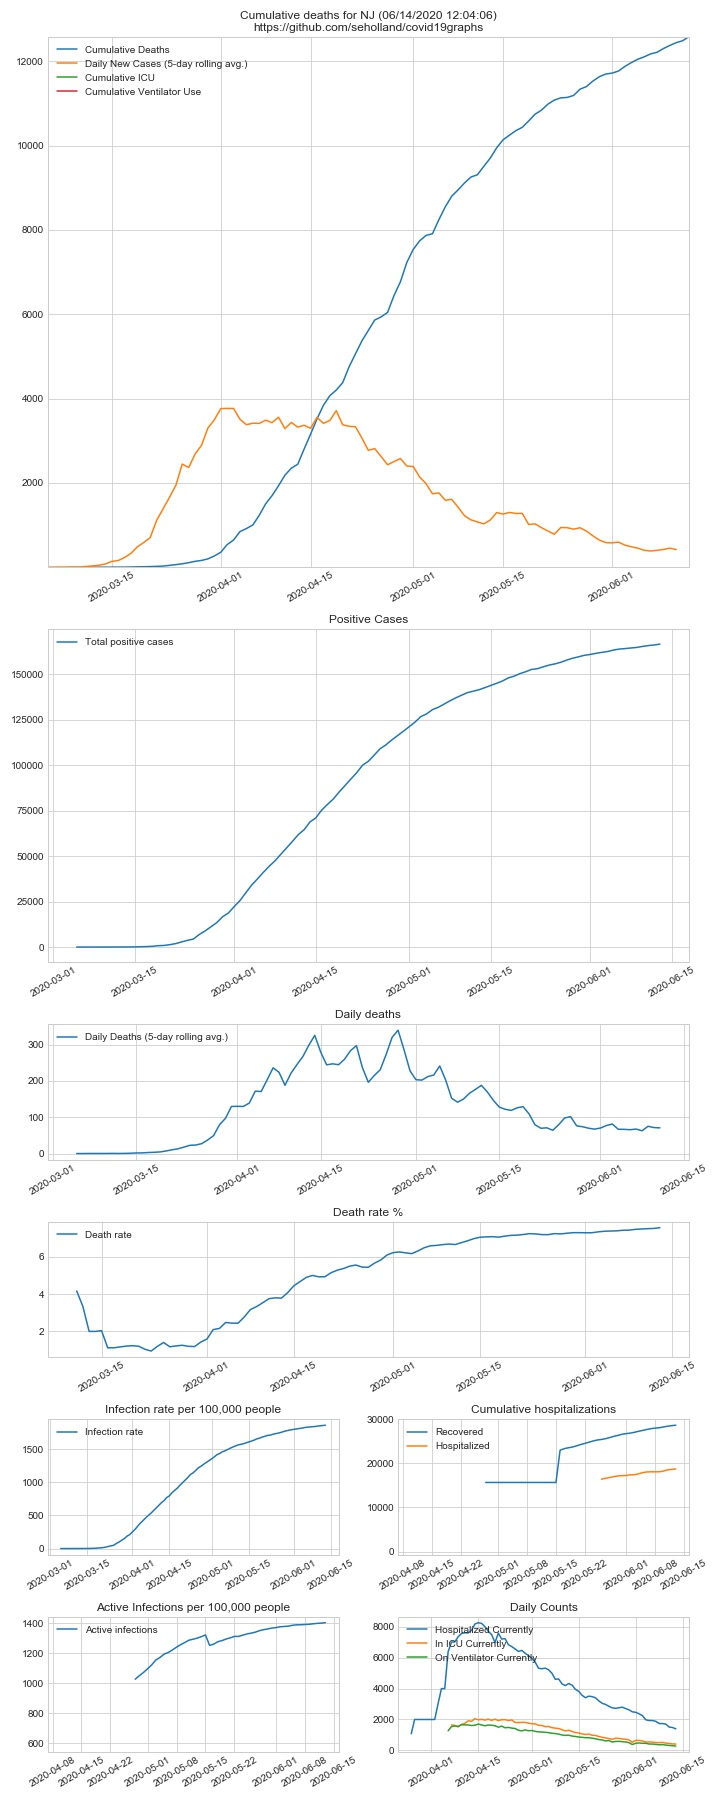 Cumulative deaths for NJ (06/14/2020 12:04:06)
https://github.com/seholland/covid19graphs
Cumulative Deaths
Daily New Cases (5-day rolling avg.)
Cumulative ICU
Cumulative Ventilator Use
12000
10000
8000
6000
4000
2000
2020-03-15 2020-04-01 2020-04-15 2020-05-01 2020-05-15 2020-06-01
Positive Cases
Total positive cases
150000
125000
100000
75000
50000
25000
0
2020-03-01 2020-03-15 2020-04-01 2020-04-15 2020-05-01 2020-05-15 2020-06-01 2020-06-15
Daily deaths
Daily Deaths (5-day rolling avg.)
300
200
100
0
2020-03-01 2020-03-15 2020-04-01 2020-04-15 2020-05-01 2020-05-15 2020-06-01 2020-06-15
Death rate %
Death rate
6
4
2
2020-03-15 2020-04-01 2020-04-15 2020-05-01 2020-05-15 2020-06-01 2020-06-15
Infection rate per 100,000 people
Infection rate
1500
1000
500
0
2020-03-01 2020-03-15 2020-04-01 2020-04-15 2020-05-01 2020-05-15 2020-06-01 2020-06-15
Cumulative hospitalizations
Recovered
Hospitalized
30000
20000
10000
0
2020-04-08 2020-04-15 2020-04-22 2020-05-01 2020-05-08 2020-05-15 2020-05-22 2020-06-01 2020-06-08 2020-06-15
Active Infections per 100,000 people
Active infections
1400
1200
1000
800
600
2020-04-08 2020-04-15 2020-04-22 2020-05-01 2020-05-08 2020-05-15 2020-05-22 2020-06-01 2020-06-08 2020-06-15
Daily Counts
Hospitalized Currently
In ICU Currently
On Ventilator Currently
8000
6000
4000
2000
0
2020-04-01 2020-04-15 2020-05-01 2020-05-15 2020-06-01 2020-06-15